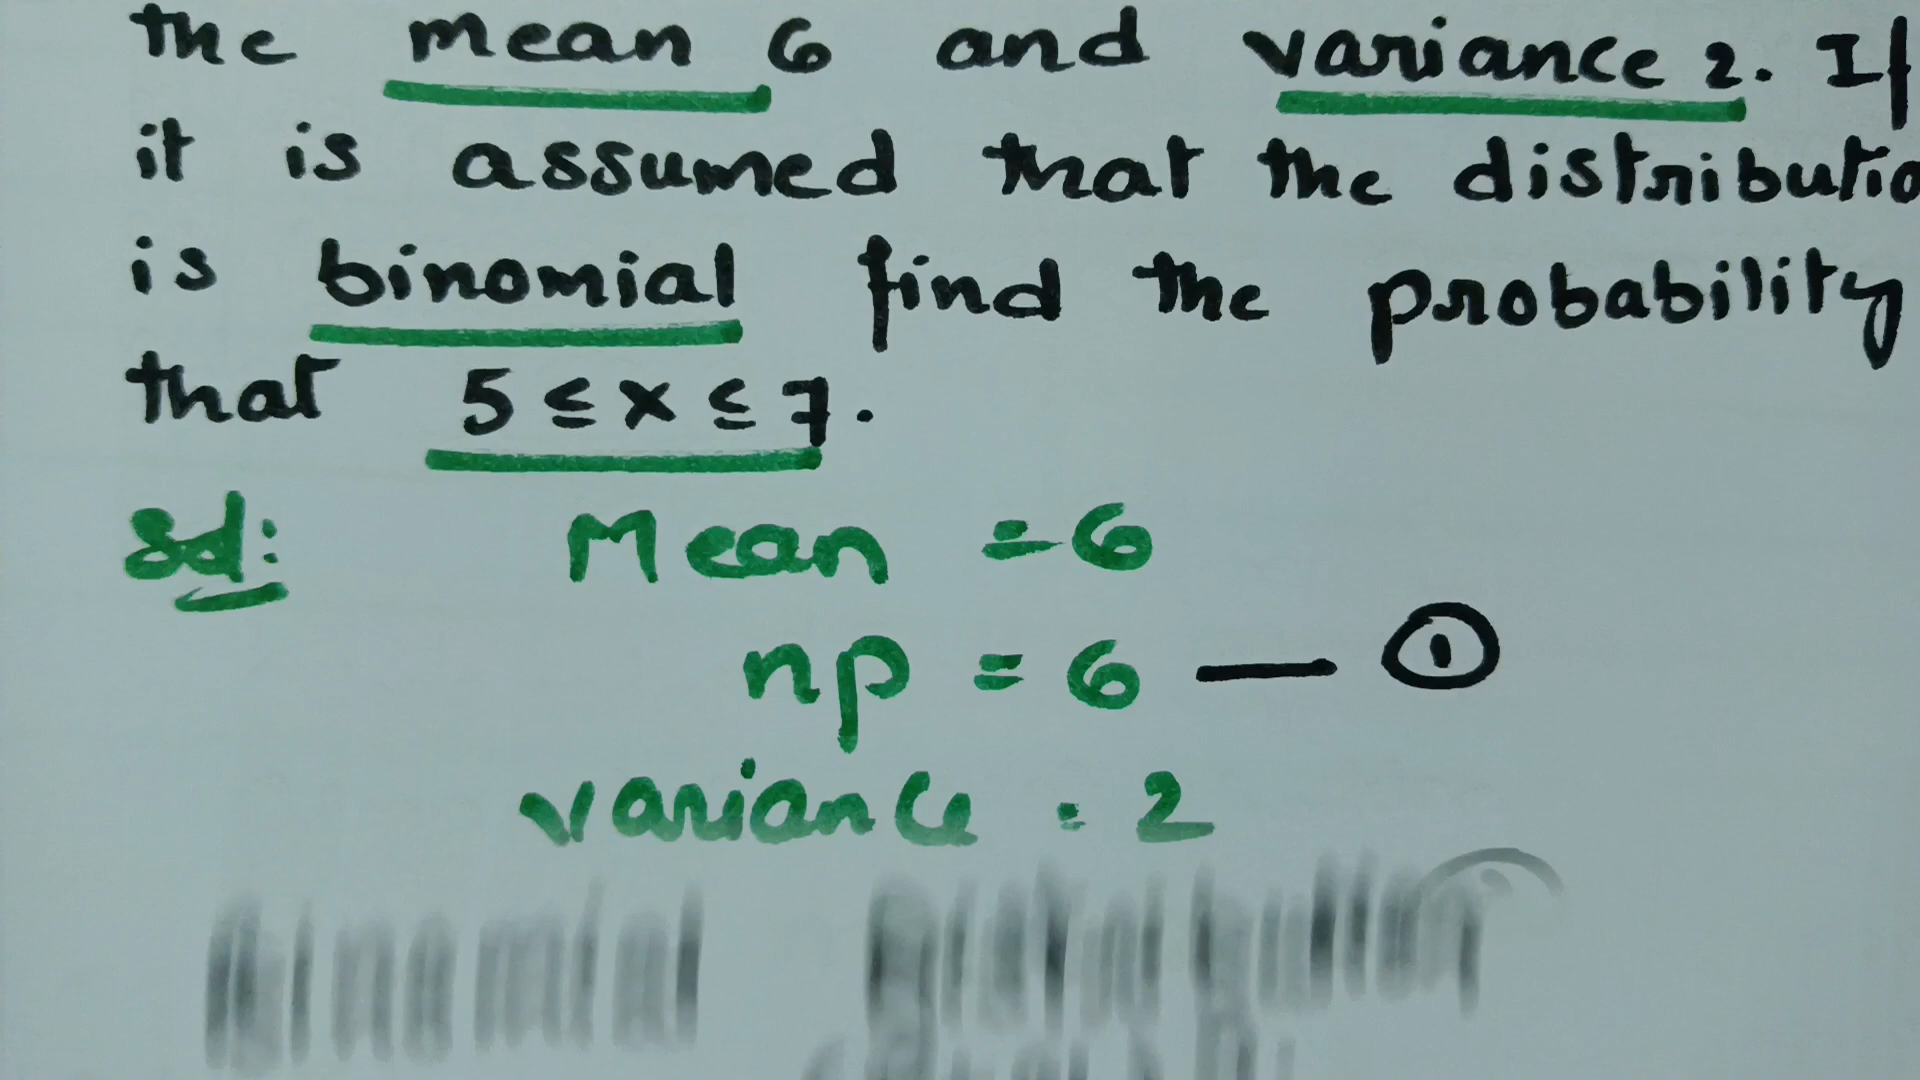 the mean 6 and variance 2. If
it is assumed that the distributio
is binomial find the probability
that 5 ≤ x ≤ 7.
Sol: Mean = 6
np = 6 — ①
variance = 2